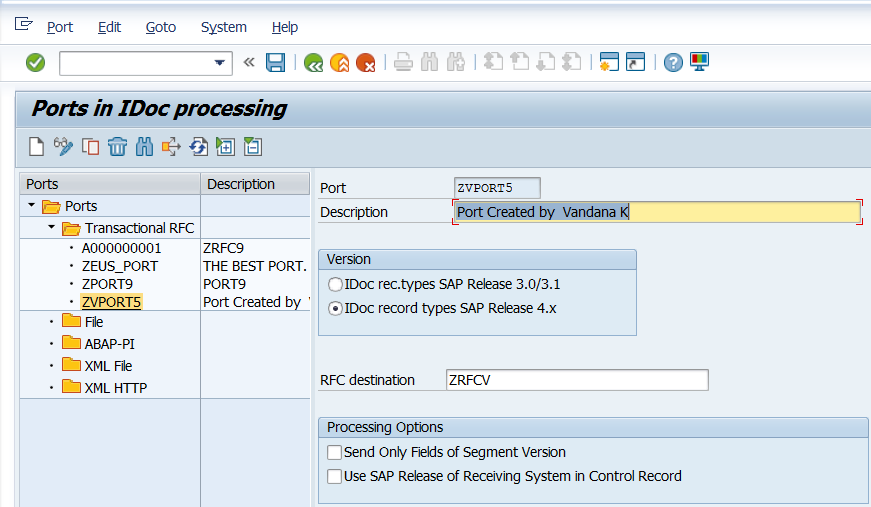 Port Edit Goto System Help
Ports in IDoc processing
Ports Description
Ports
Transactional RFC
A000000001 ZRFC9
ZEUS_PORT THE BEST PORT.
ZPORT9 PORT9
ZVPORT5 Port Created by
File
ABAP-PI
XML File
XML HTTP
Port ZVPORT5
Description Port Created by  Vandana K
Version
IDoc rec.types SAP Release 3.0/3.1
IDoc record types SAP Release 4.x
RFC destination ZRFCV
Processing Options
Send Only Fields of Segment Version
Use SAP Release of Receiving System in Control Record